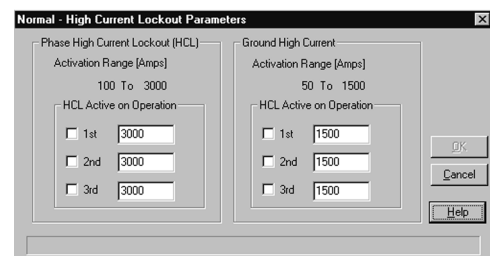 Normal - High Current Lockout Parameters
Phase High Current Lockout (HCL)
Activation Range [Amps]
100 To 3000
HCL Active on Operation
1st 3000
2nd 3000
3rd 3000
Ground High Current
Activation Range [Amps]
50 To 1500
HCL Active on Operation
1st 1500
2nd 1500
3rd 1500
OK
Cancel
Help